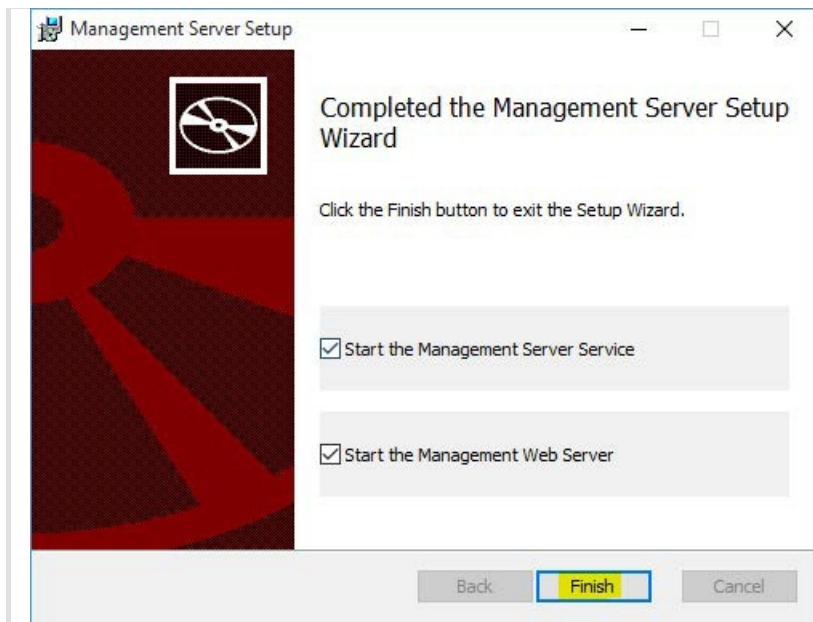 Management Server Setup
Completed the Management Server Setup
Wizard
Click the Finish button to exit the Setup Wizard.
Start the Management Server Service
Start the Management Web Server
Back Finish Cancel